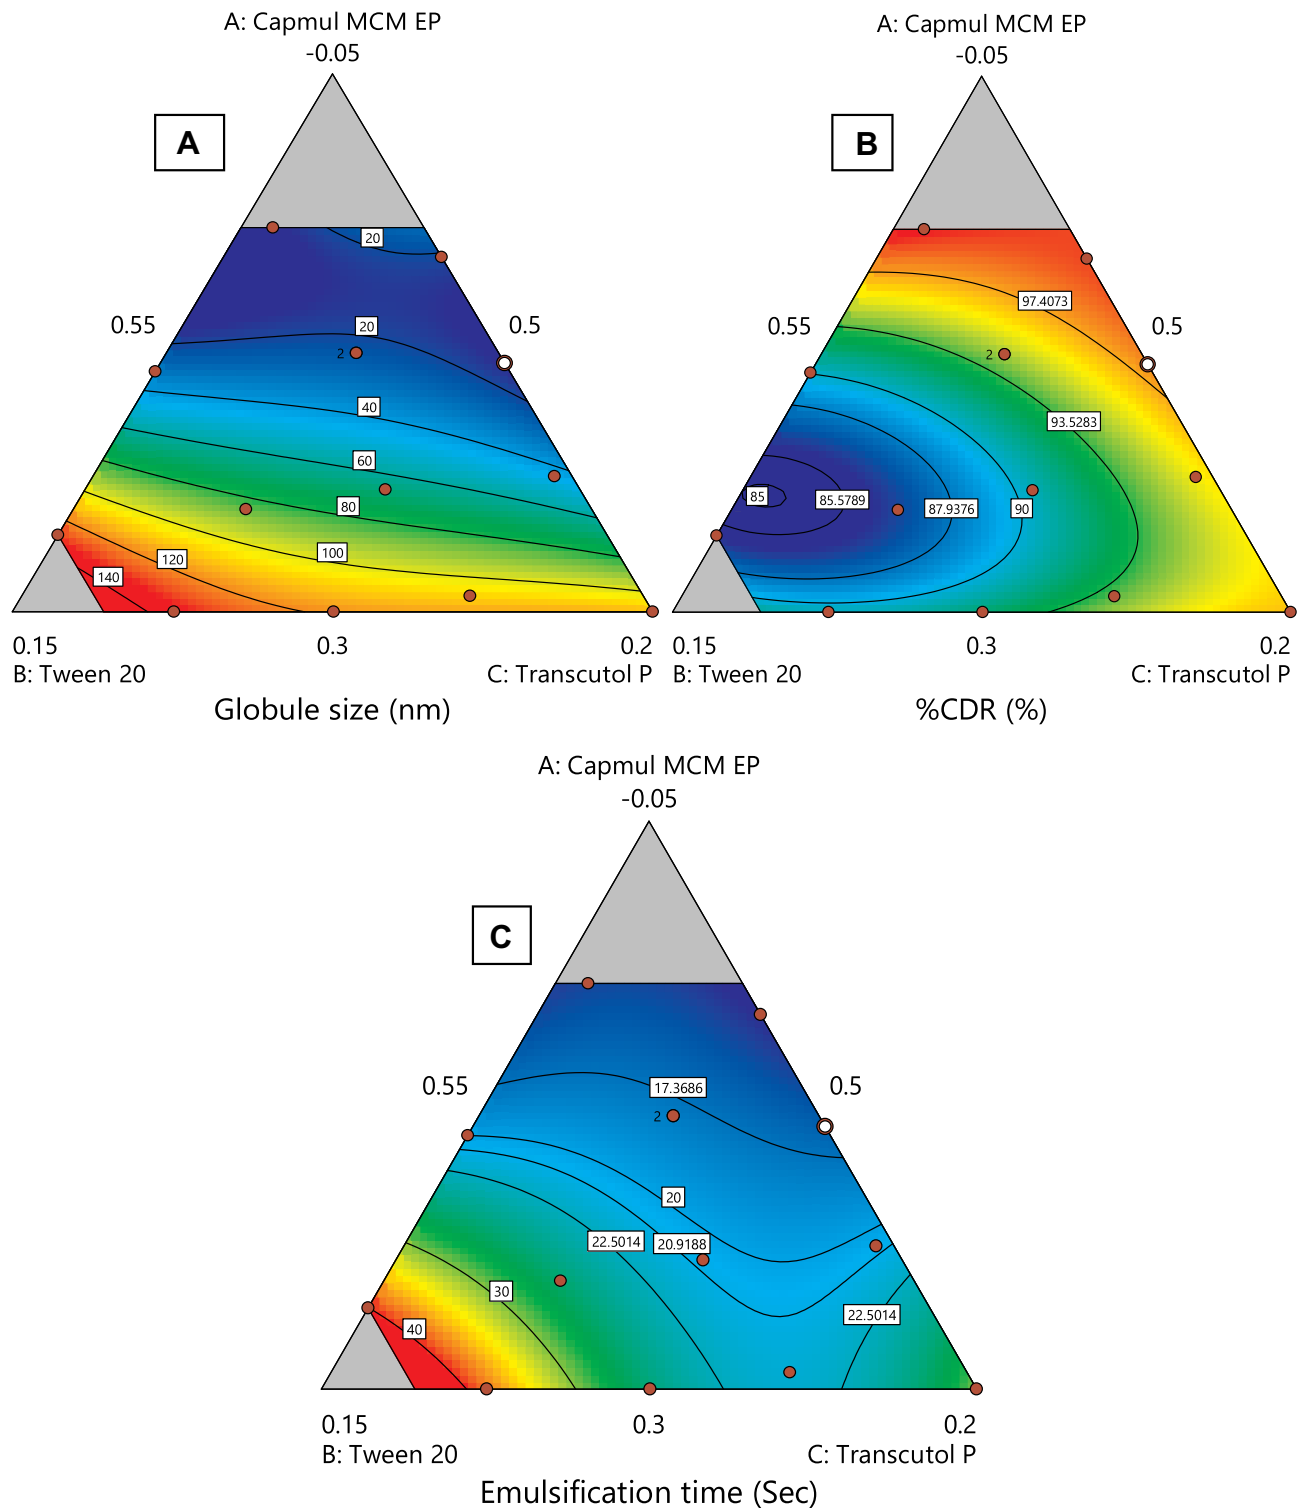 A: Capmul MCM EP
-0.05
A
20
0.55
20
0.5
2
40
60
80
100
120
140
0.15
0.3
0.2
B: Tween 20
C: Transcutol P
Globule size (nm)
A: Capmul MCM EP
-0.05
B
97.4073
0.55
0.5
2
93.5283
85
85.5789
87.9376
90
0.15
0.3
0.2
B: Tween 20
C: Transcutol P
%CDR (%)
A: Capmul MCM EP
-0.05
C
0.55
17.3686
0.5
2
20
22.5014
20.9188
30
22.5014
40
0.15
0.3
0.2
B: Tween 20
C: Transcutol P
Emulsification time (Sec)